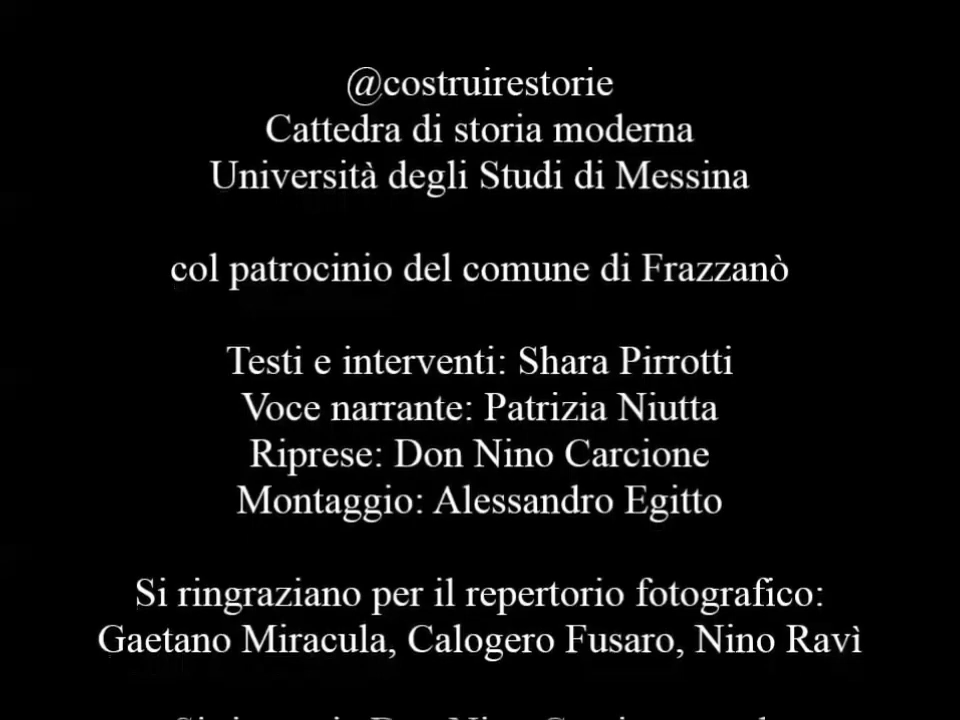 @costruirestorie
Cattedra di storia moderna
Università degli Studi di Messina
col patrocinio del comune di Frazzanò
Testi e interventi: Shara Pirrotti
Voce narrante: Patrizia Niutta
Riprese: Don Nino Carcione
Montaggio: Alessandro Egitto
Si ringraziano per il repertorio fotografico:
Gaetano Miracula, Calogero Fusaro, Nino Ravì